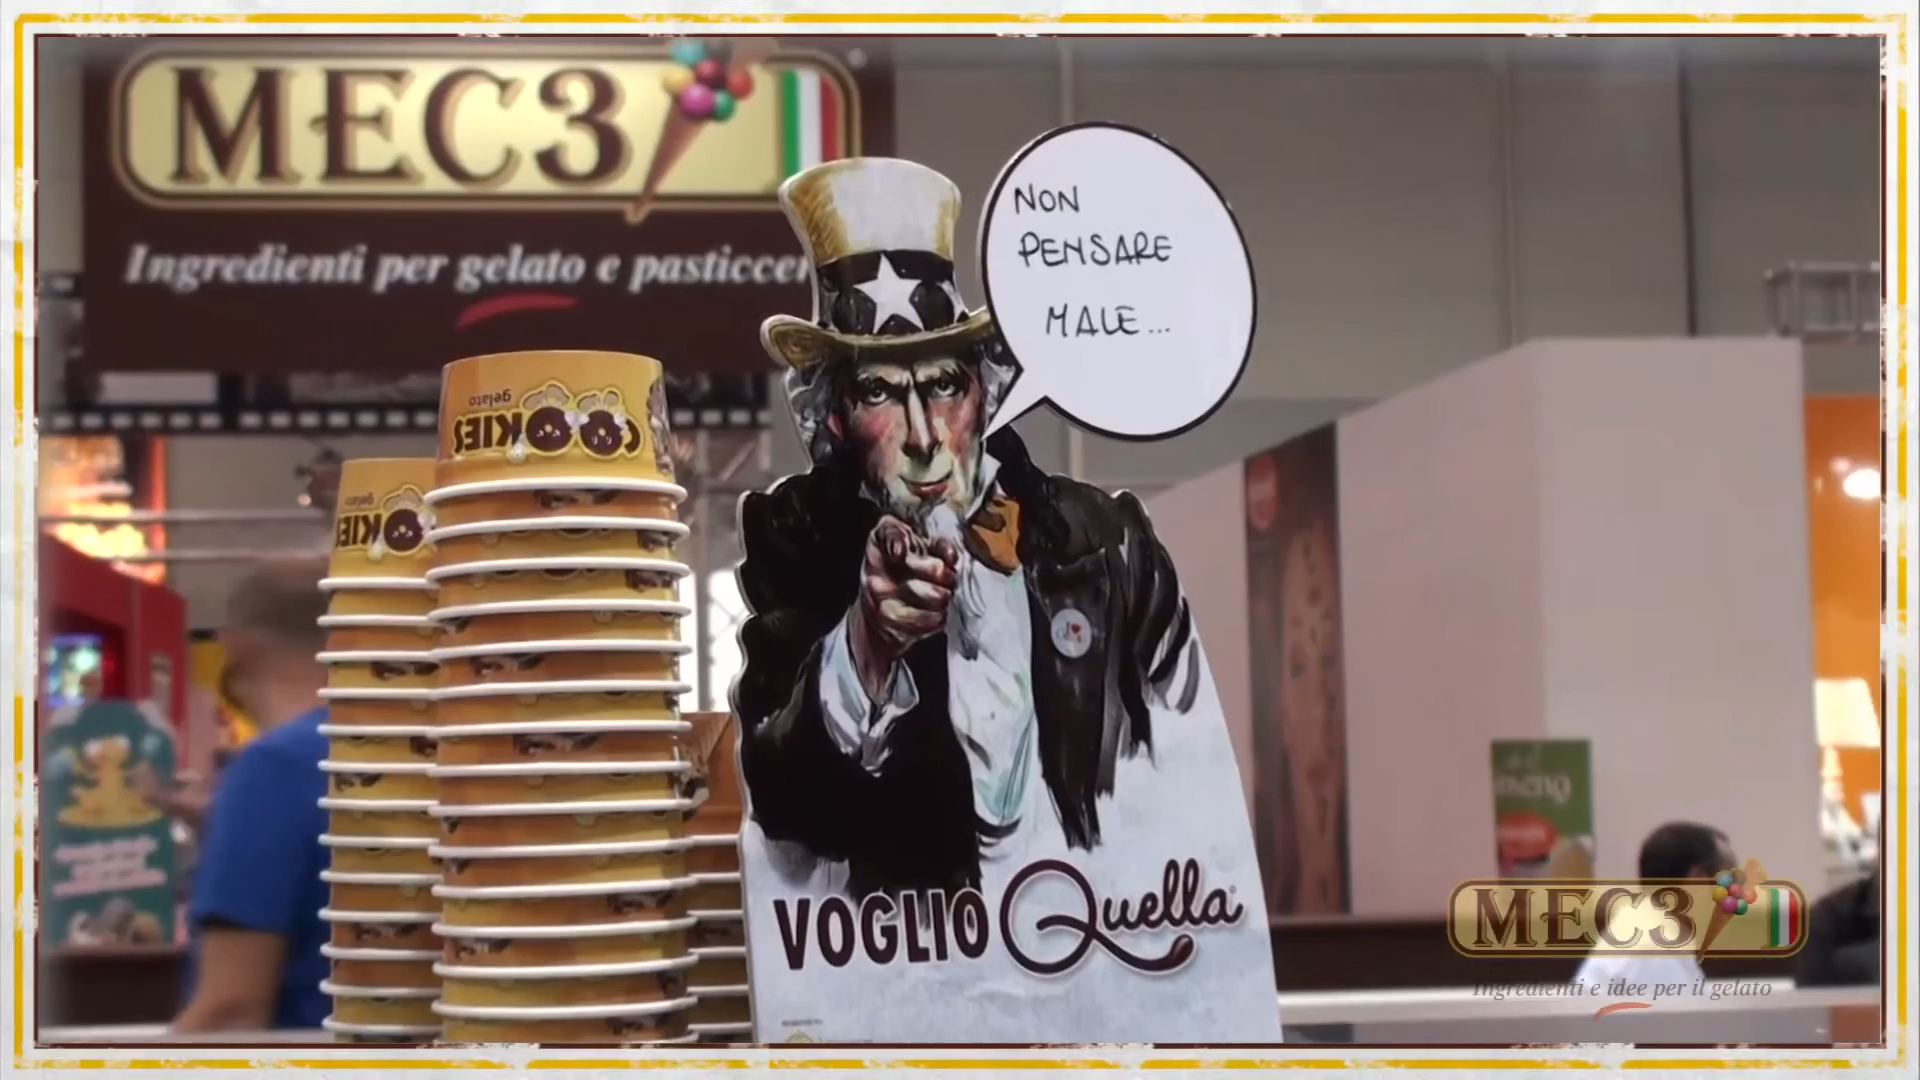 MEC3
Ingredienti per gelato e pasticcer
NON
PENSARE
MALE...
COOKIES
gelato
OOKIES
gelato
VOGLIO Quella®
MEC3
Ingredienti e idee per il gelato